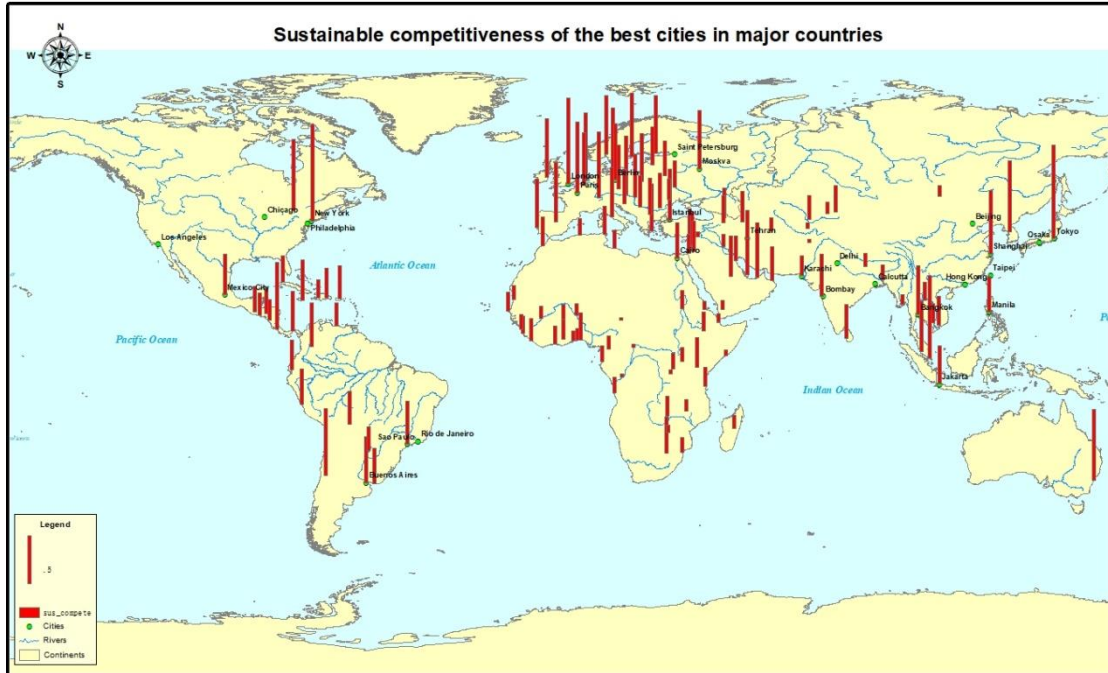 Sustainable competitiveness of the best cities in major countries
N
W E
S
Saint Petersburg
Moskva
London
Berlin
Paris
Chicago
New York
Philadelphia
Istanbul
Beijing
Los Angeles
Tehran
Osaka
Tokyo
Shanghai
Cairo
Atlantic Ocean
Delhi
Karachi
Taipei
Mexico City
Calcutta
Hong Kong
Bombay
Bangkok
Manila
Pacific Ocean
Jakarta
Indian Ocean
Sao Paulo
Rio de Janeiro
Buenos Aires
Legend
.5
sus_compete
Cities
Rivers
Continents